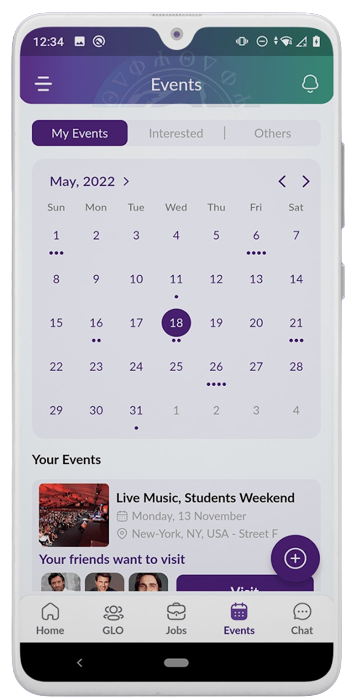 12:34
Events
My Events Interested | Others
May, 2022
Sun Mon Tue Wed Thu Fri Sat
1 2 3 4 5 6 7
8 9 10 11 12 13 14
15 16 17 18 19 20 21
22 23 24 25 26 27 28
29 30 31 1 2 3 4
Your Events
Live Music, Students Weekend
Monday, 13 November
New-York, NY, USA - Street F
Your friends want to visit
Visit
Home GLO Jobs Events Chat